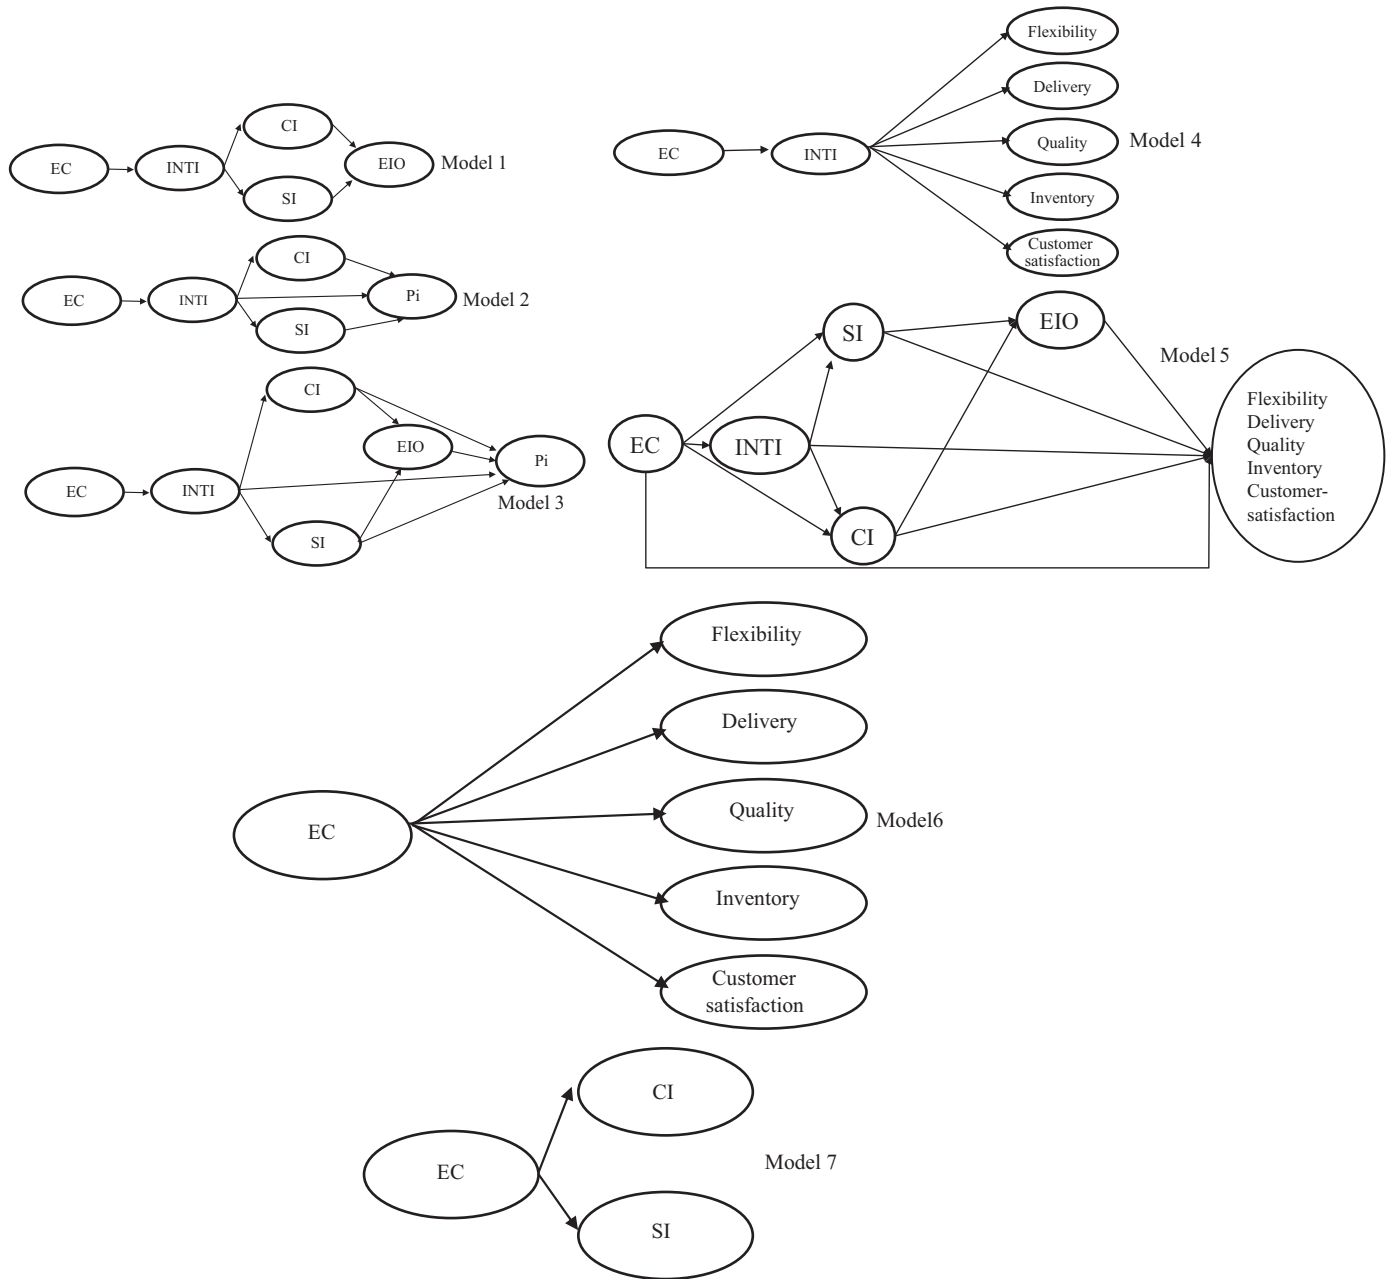 EC
INTI
CI
SI
EIO
Model 1
EC
INTI
CI
SI
Pi
Model 2
EC
INTI
CI
EIO
SI
Pi
Model 3
EC
INTI
Flexibility
Delivery
Quality
Inventory
Customer
satisfaction
Model 4
EC
INTI
SI
CI
EIO
Model 5
Flexibility
Delivery
Quality
Inventory
Customer-
satisfaction
EC
Flexibility
Delivery
Quality
Inventory
Customer
satisfaction
Model6
EC
CI
SI
Model 7